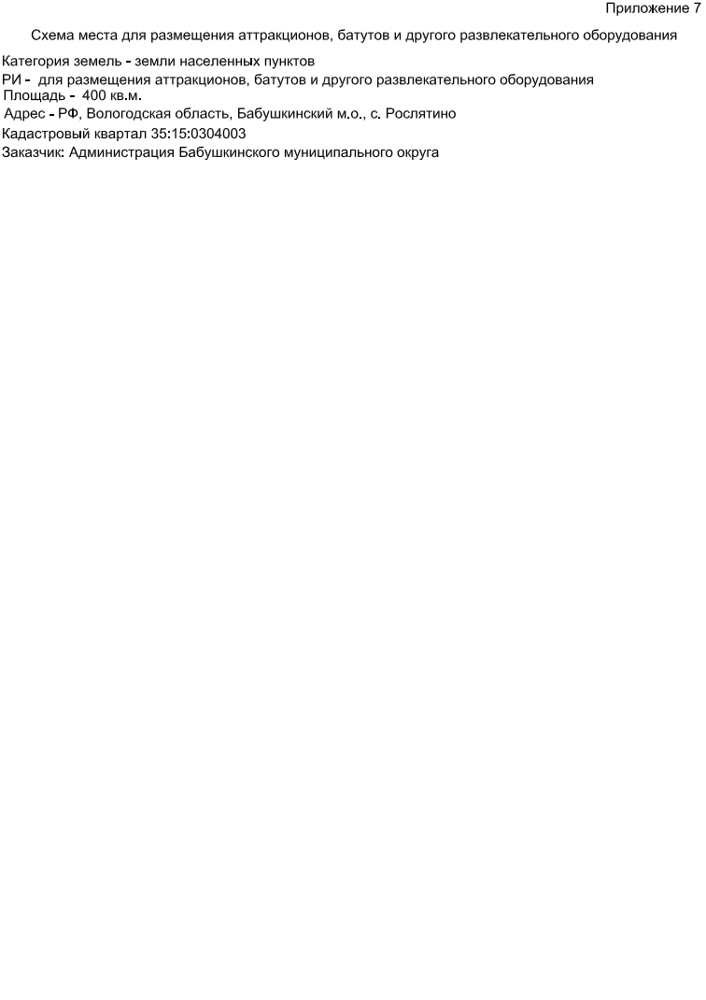 Приложение 7
Схема места для размещения аттракционов, батутов и другого развлекательного оборудования
Категория земель - земли населенных пунктов
РИ - для размещения аттракционов, батутов и другого развлекательного оборудования
Площадь - 400 кв.м.
Адрес - РФ, Вологодская область, Бабушкинский м.о., с. Рослятино
Кадастровый квартал 35:15:0304003
Заказчик: Администрация Бабушкинского муниципального округа